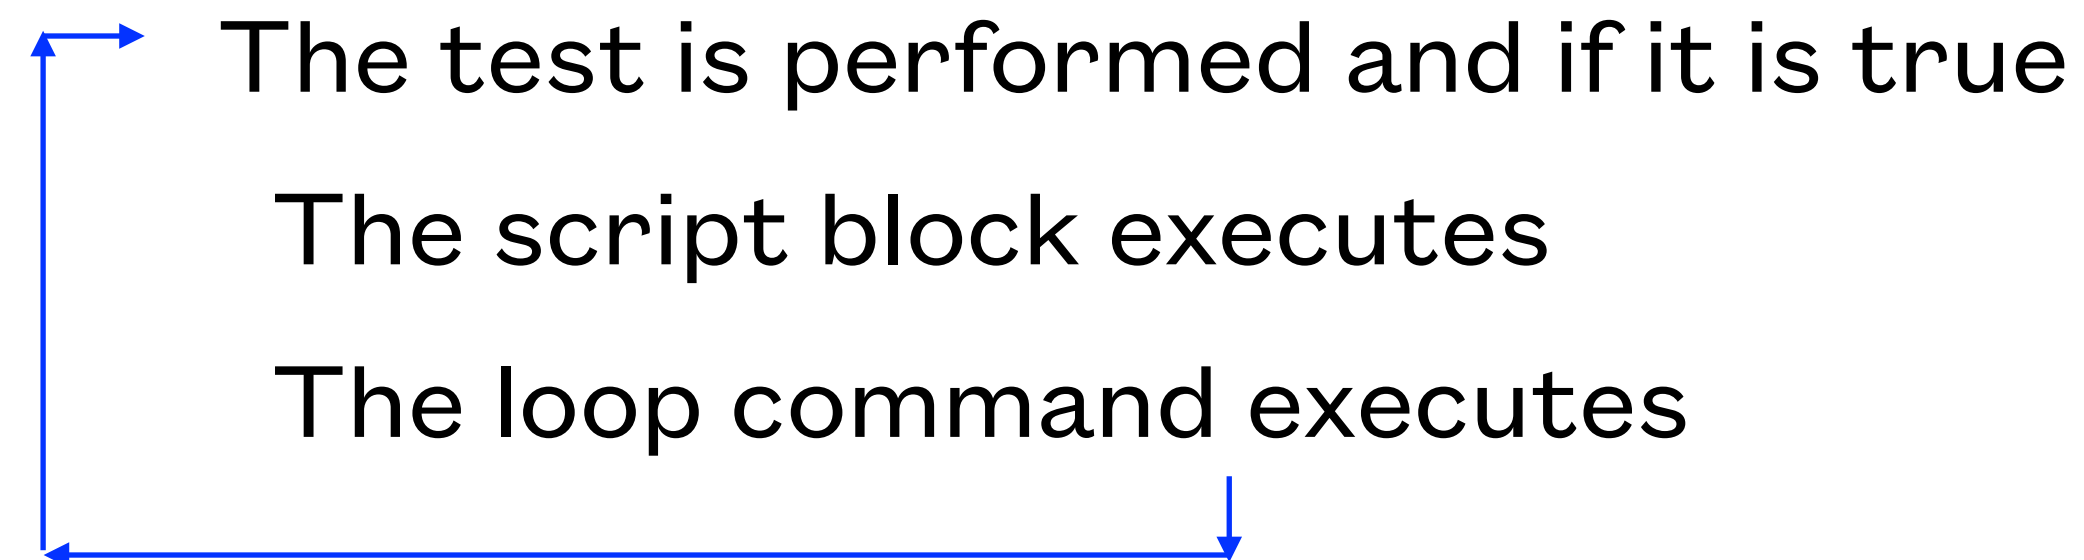 The test is performed and if it is true
The script block executes
The loop command executes